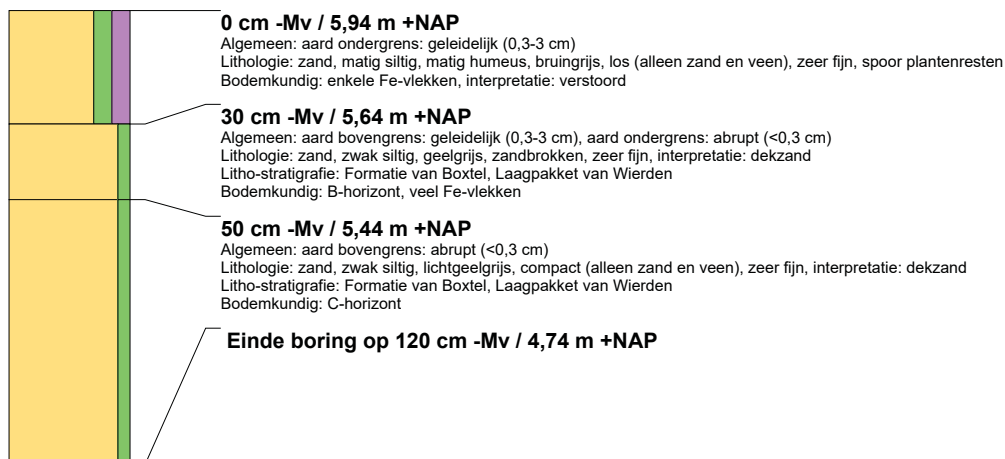 0 cm -Mv / 5,94 m +NAP
Algemeen: aard ondergrens: geleidelijk (0,3-3 cm)
Lithologie: zand, matig siltig, matig humeus, bruingrijs, los (alleen zand en veen), zeer fijn, spoor plantenresten
Bodemkundig: enkele Fe-vlekken, interpretatie: verstoord
30 cm -Mv / 5,64 m +NAP
Algemeen: aard bovengrens: geleidelijk (0,3-3 cm), aard ondergrens: abrupt (<0,3 cm)
Lithologie: zand, zwak siltig, geelgrijs, zandbrokken, zeer fijn, interpretatie: dekzand
Litho-stratigrafie: Formatie van Boxtel, Laagpakket van Wierden
Bodemkundig: B-horizont, veel Fe-vlekken
50 cm -Mv / 5,44 m +NAP
Algemeen: aard bovengrens: abrupt (<0,3 cm)
Lithologie: zand, zwak siltig, lichtgeelgrijs, compact (alleen zand en veen), zeer fijn, interpretatie: dekzand
Litho-stratigrafie: Formatie van Boxtel, Laagpakket van Wierden
Bodemkundig: C-horizont
Einde boring op 120 cm -Mv / 4,74 m +NAP